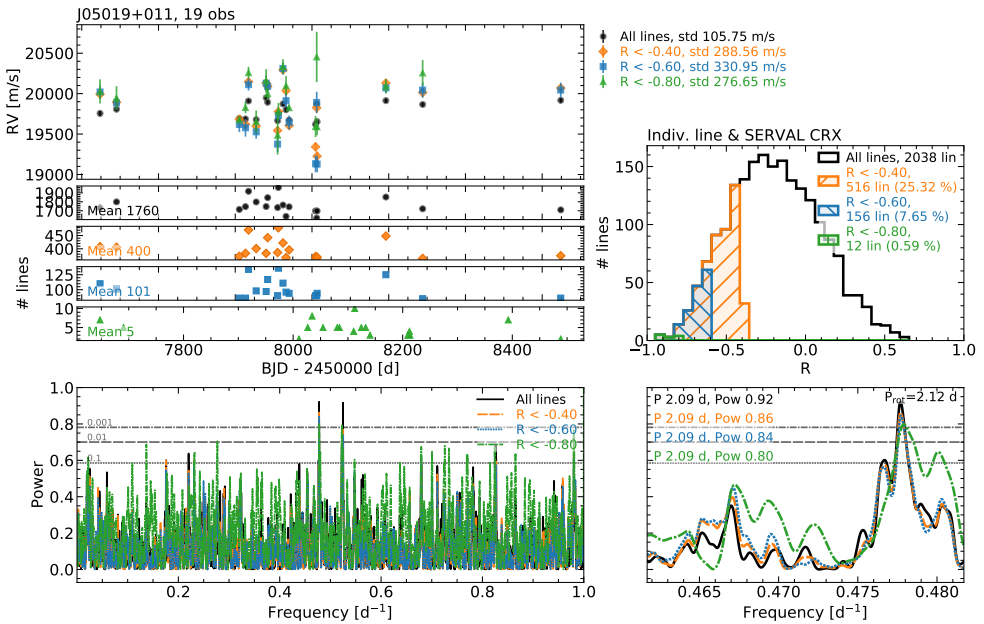 J05019+011, 19 obs
RV [m/s]
20500
20000
19500
19000
All lines, std 105.75 m/s
R < -0.40, std 288.56 m/s
R < -0.60, std 330.95 m/s
R < -0.80, std 276.65 m/s
# lines
1900
1800
1700
Mean 1760
450
400
Mean 400
125
100
Mean 101
10
5
Mean 5
7800 8000 8200 8400
BJD - 2450000 [d]
Indiv. line & SERVAL CRX
# lines
150
100
50
0
All lines, 2038 lin
R < -0.40,
516 lin (25.32 %)
R < -0.60,
156 lin (7.65 %)
R < -0.80,
12 lin (0.59 %)
−1.0 −0.5 0.0 0.5 1.0
R
Power
1.0
0.8
0.6
0.4
0.2
0.0
0.001
0.01
0.1
All lines
R < -0.40
R < -0.60
R < -0.80
0.2 0.4 0.6 0.8 1.0
Frequency [d⁻¹]
P 2.09 d, Pow 0.92
P 2.09 d, Pow 0.86
P 2.09 d, Pow 0.84
P 2.09 d, Pow 0.80
P_rot=2.12 d
0.465 0.470 0.475 0.480
Frequency [d⁻¹]